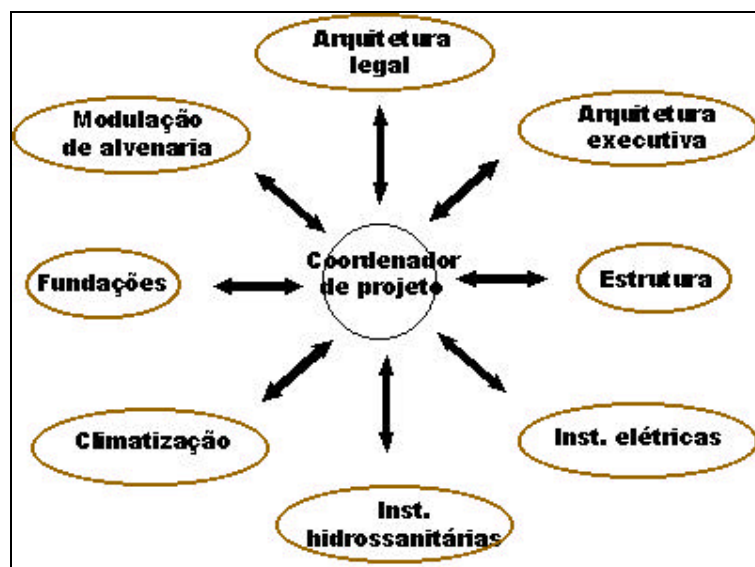 Arquitetura
legal
Modulação
de alvenaria
Arquitetura
executiva
Fundações
Coordenador
de projeto
Estrutura
Climatização
Inst. elétricas
Inst.
hidrossanitárias